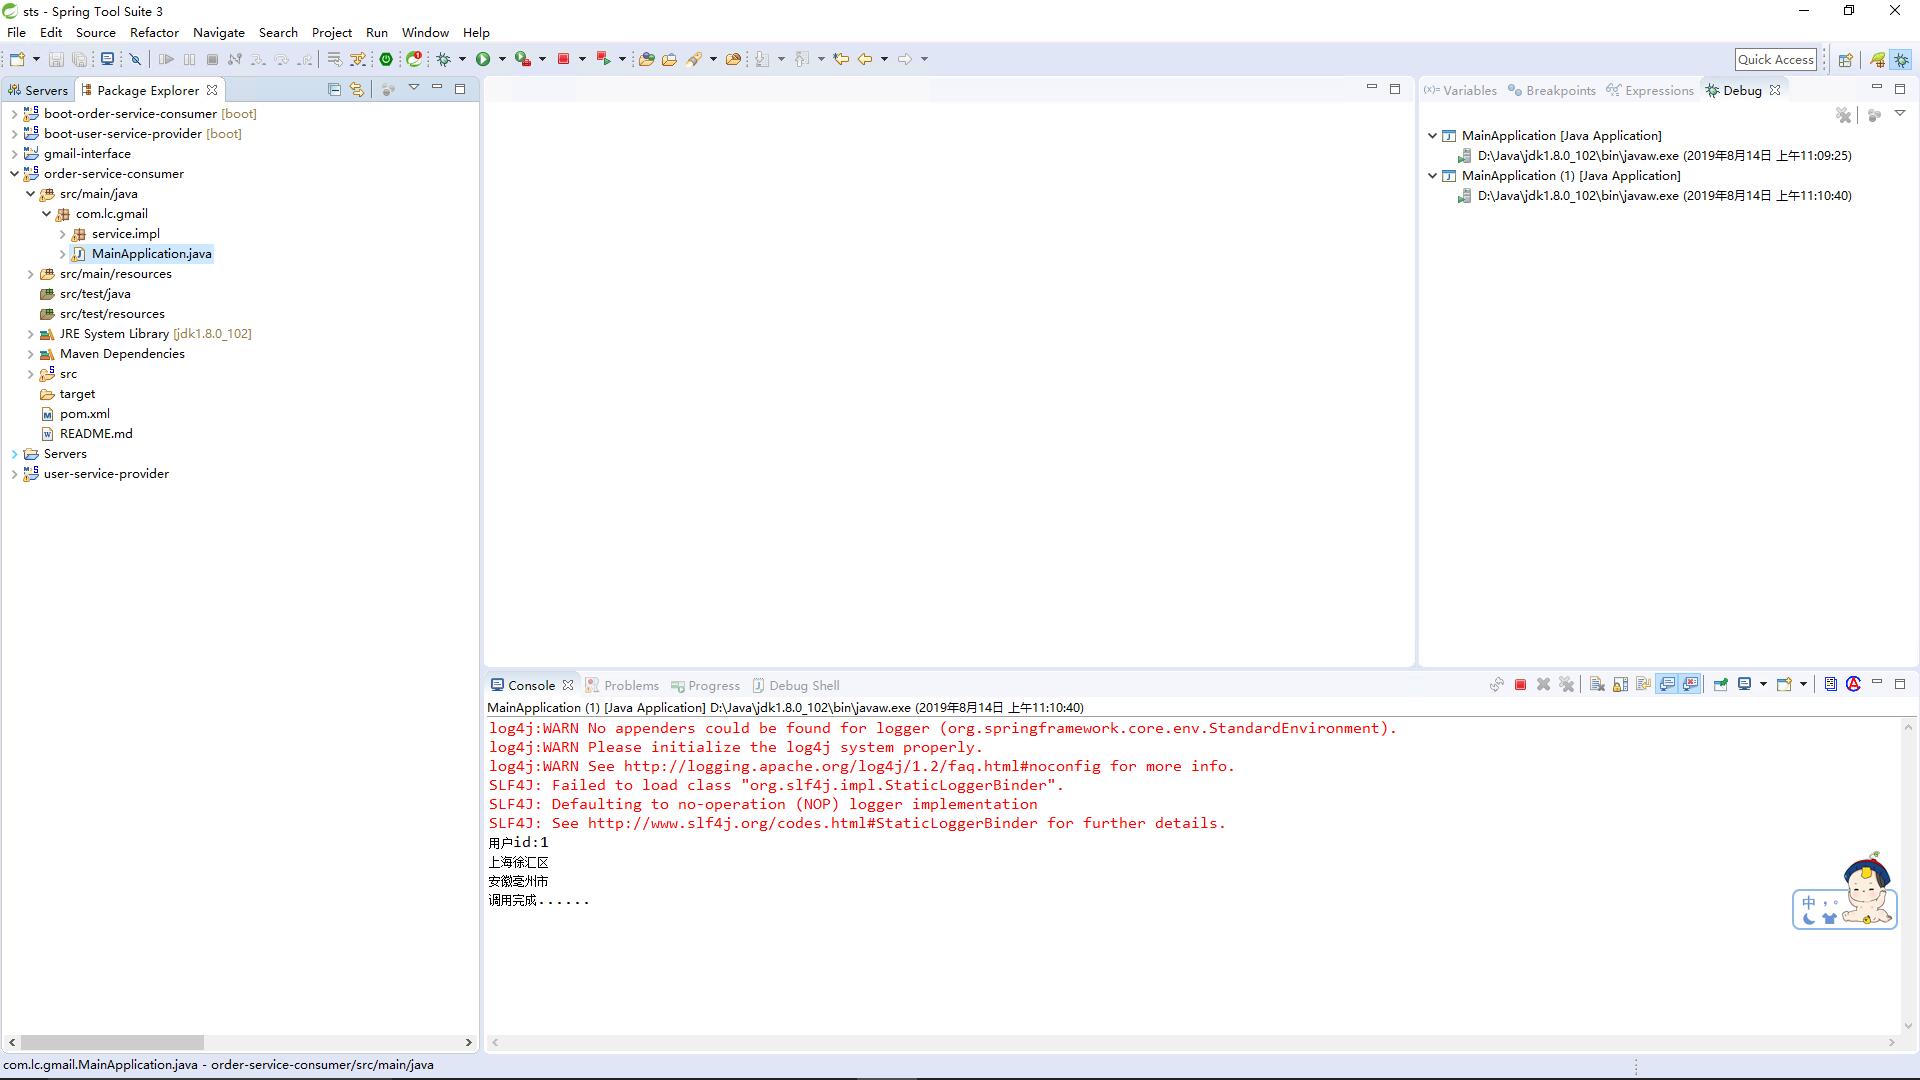 sts - Spring Tool Suite 3
File Edit Source Refactor Navigate Search Project Run Window Help
Quick Access
Servers Package Explorer
boot-order-service-consumer [boot]
boot-user-service-provider [boot]
gmail-interface
order-service-consumer
src/main/java
com.lc.gmail
service.impl
MainApplication.java
src/main/resources
src/test/java
src/test/resources
JRE System Library [jdk1.8.0_102]
Maven Dependencies
src
target
pom.xml
README.md
Servers
user-service-provider
(x)= Variables Breakpoints Expressions Debug
MainApplication [Java Application]
D:\Java\jdk1.8.0_102\bin\javaw.exe (2019年8月14日 上午11:09:25)
MainApplication (1) [Java Application]
D:\Java\jdk1.8.0_102\bin\javaw.exe (2019年8月14日 上午11:10:40)
Console Problems Progress Debug Shell
MainApplication (1) [Java Application] D:\Java\jdk1.8.0_102\bin\javaw.exe (2019年8月14日 上午11:10:40)
log4j:WARN No appenders could be found for logger (org.springframework.core.env.StandardEnvironment).
log4j:WARN Please initialize the log4j system properly.
log4j:WARN See http://logging.apache.org/log4j/1.2/faq.html#noconfig for more info.
SLF4J: Failed to load class "org.slf4j.impl.StaticLoggerBinder".
SLF4J: Defaulting to no-operation (NOP) logger implementation
SLF4J: See http://www.slf4j.org/codes.html#StaticLoggerBinder for further details.
用户id:1
上海徐汇区
安徽亳州市
调用完成......
中 ，。
com.lc.gmail.MainApplication.java - order-service-consumer/src/main/java